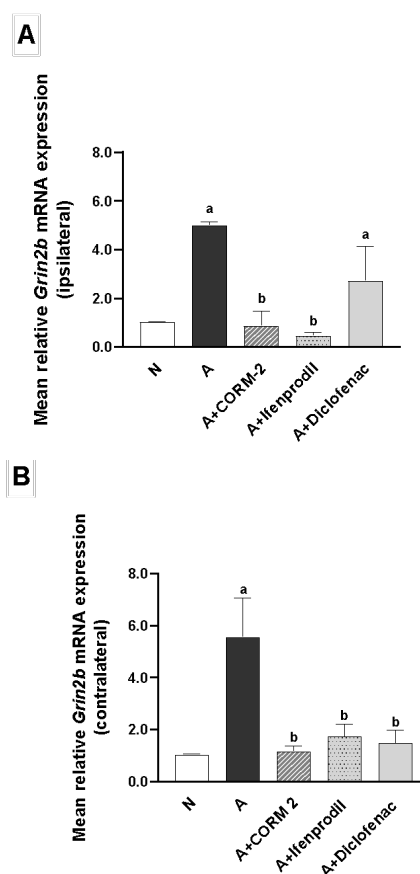 A
Mean relative Grin2b mRNA expression
(ipsilateral)
8.0
6.0
4.0
2.0
0.0
a
b
b
a
N
A
A+CORM-2
A+Ifenprodil
A+Diclofenac
B
Mean relative Grin2b mRNA expression
(contralateral)
8.0
6.0
4.0
2.0
0.0
a
b
b
b
N
A
A+CORM 2
A+Ifenprodil
A+Diclofenac